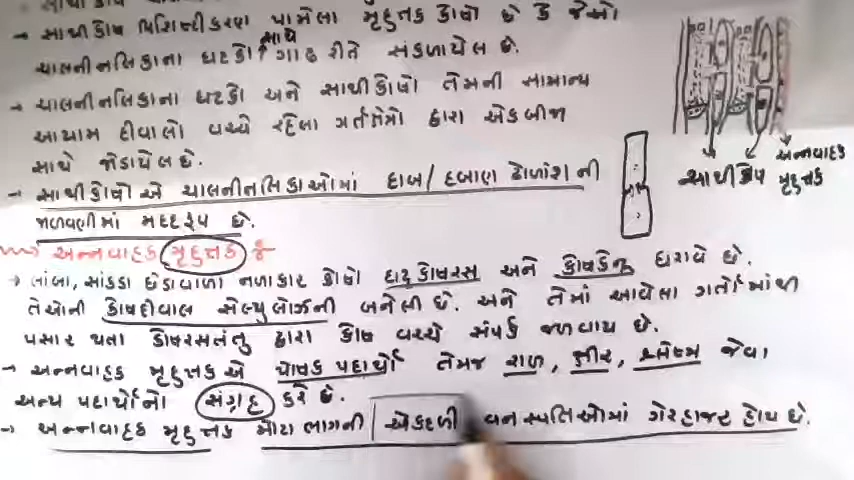 → સાથીકોષ વિશિષ્ટીકરણ પામેલા મૃદુત્તક કોષો છે કે જેઓ
ચાલનીનલિકાના ઘટકો સાથે ગાઢ રીતે સંકળાયેલ છે.
→ ચાલનીનલિકાના ઘટકો અને સાથીકોષો તેમની સામાન્ય
આયામ દીવાલો વચ્ચે રહેલા ગર્તક્ષેત્રો દ્વારા એકબીજા
સાથે જોડાયેલ છે.
→ સાથીકોષો એ ચાલનીનલિકાઓમાં દાબ/દબાણ ઢોળાંશની
જાળવણીમાં મદદરૂપ છે.
સાથીકોષ
અન્નવાહક
મૃદુત્તક
અન્નવાહક મૃદુત્તક :
→ લાંબા, સાંકડા છેડાવાળા નળાકાર કોષો ઘટ્ટ કોષરસ અને કોષકેન્દ્ર ધરાવે છે.
તેઓની કોષદીવાલ સેલ્યુલોઝની બનેલી છે. અને તેમાં આવેલા ગર્તોમાંથી
પસાર થતા કોષરસતંતુ દ્વારા કોષ વચ્ચે સંપર્ક જળવાય છે.
→ અન્નવાહક મૃદુત્તક એ પોષક પદાર્થો તેમજ રાળ, ક્ષીર, શ્લેષ્મ જેવા
અન્ય પદાર્થોનો સંગ્રહ કરે છે.
→ અન્નવાહક મૃદુત્તક મોટા ભાગની એકદળી વનસ્પતિઓમાં ગેરહાજર હોય છે.